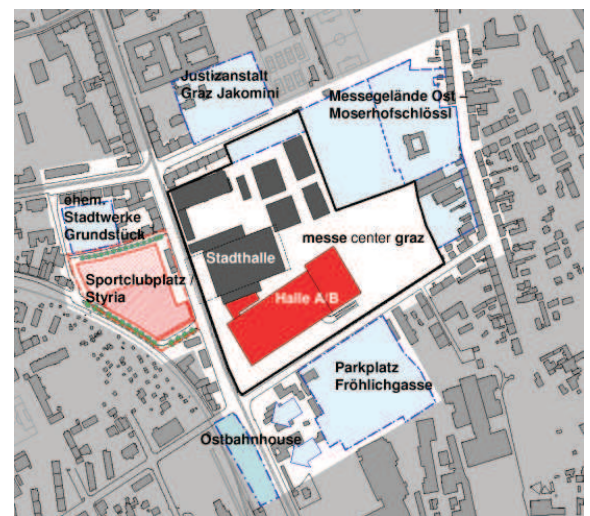 Justizanstalt
Graz Jakomini
Messegelände Ost –
Moserhofschlössl
ehem.
Stadtwerke
Grundstück
messe center graz
Stadthalle
Sportclubplatz /
Styria
Halle A/B
Parkplatz
Fröhlichgasse
Ostbahnhouse